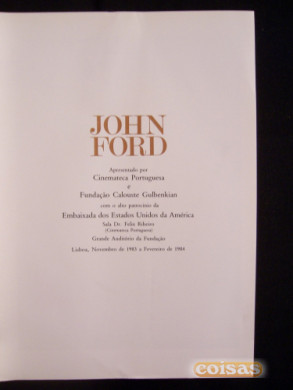 JOHN
FORD
Apresentado por
Cinemateca Portuguesa
e
Fundação Calouste Gulbenkian
com o alto patrocínio da
Embaixada dos Estados Unidos da América
Sala Dr. Felix Ribeiro
(Cinemateca Portuguesa)
Grande Auditório da Fundação
Lisboa, Novembro de 1983 a Fevereiro de 1984
coisas